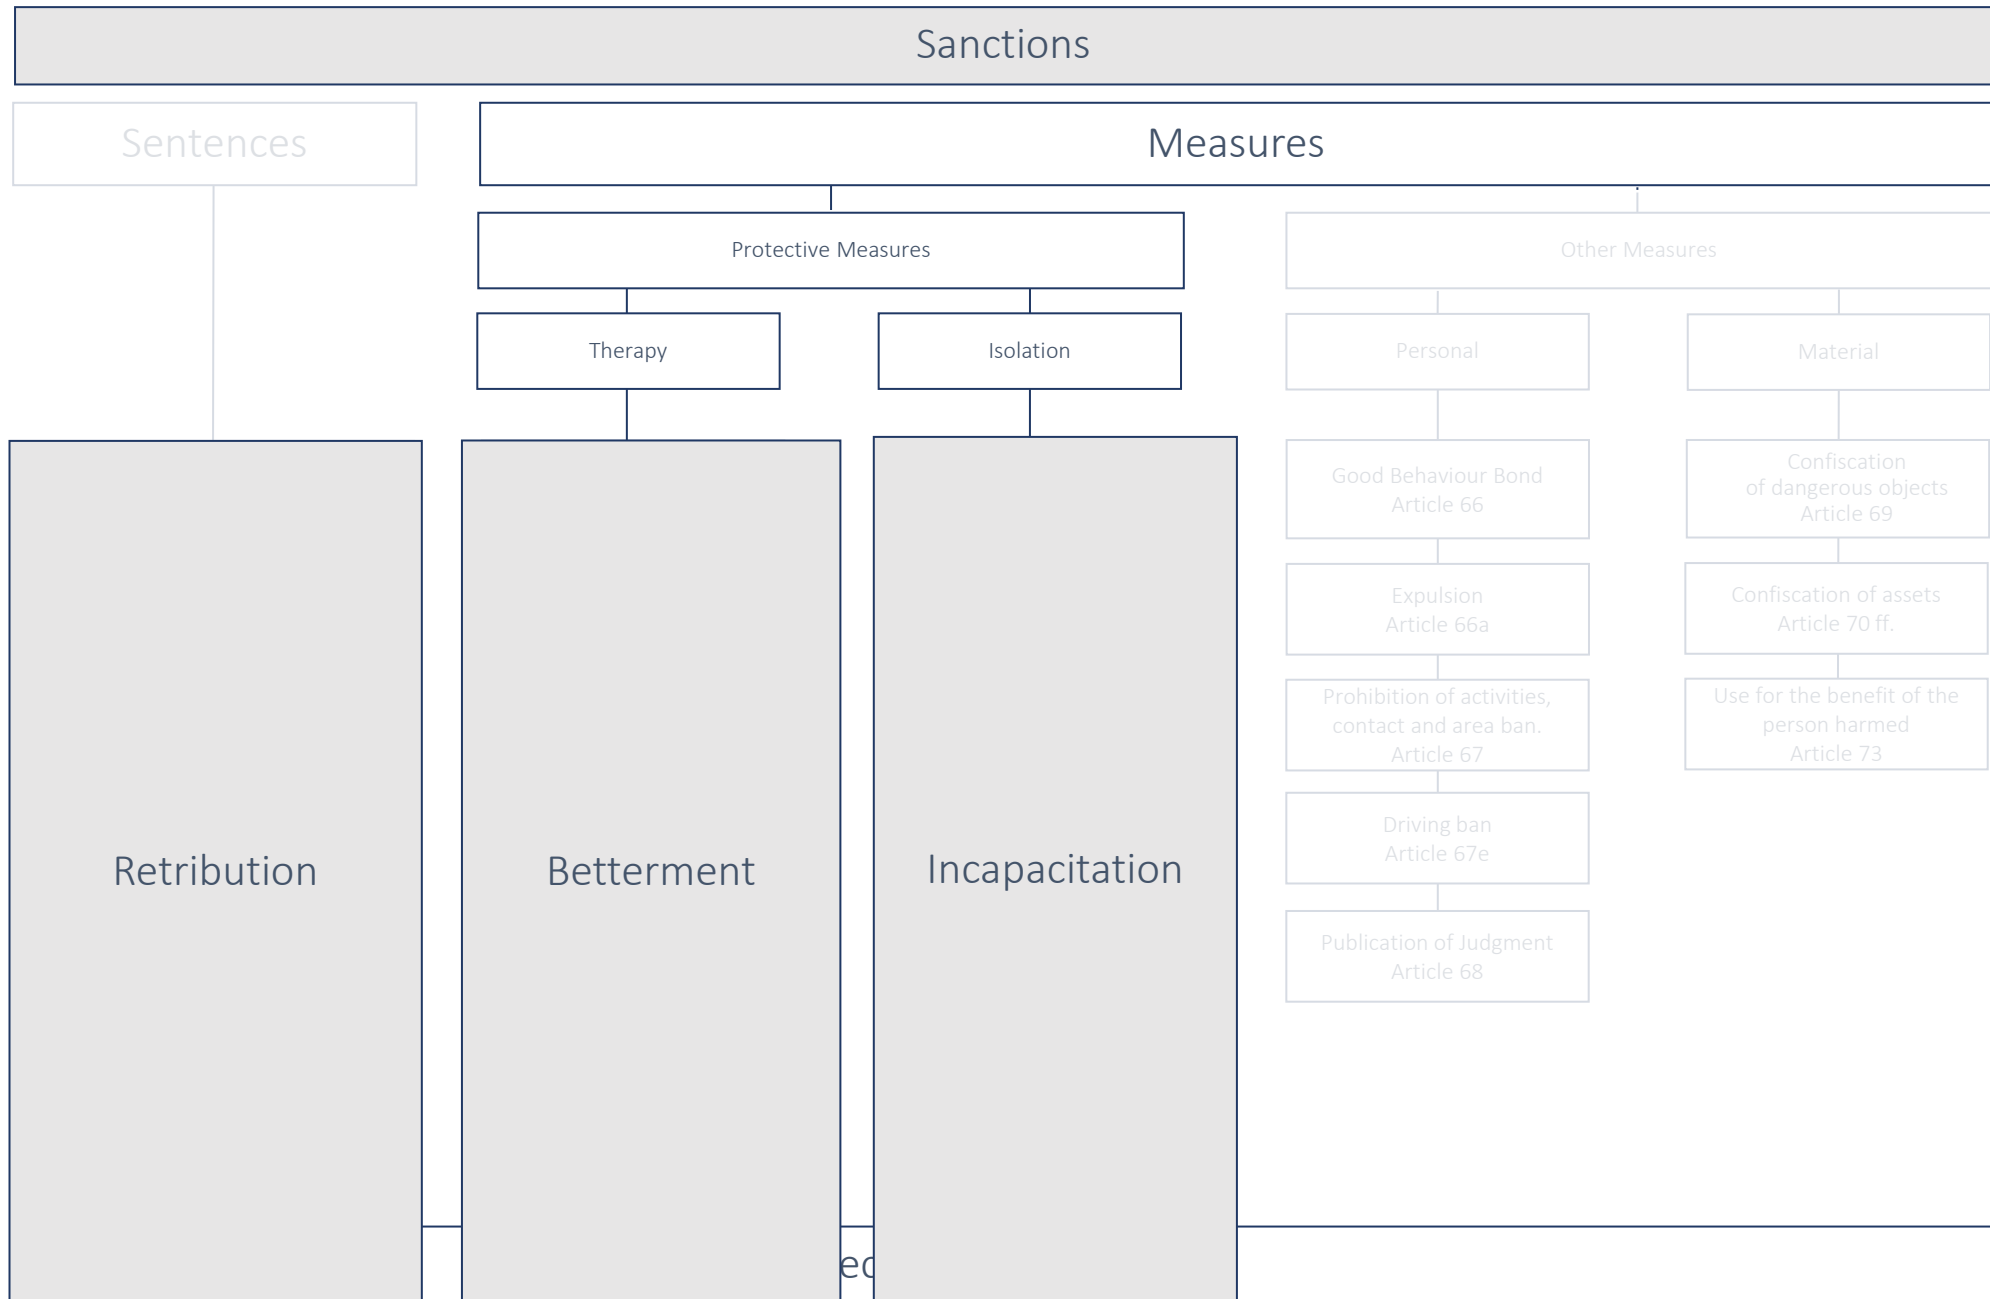 Sanctions
Sentences
Measures
Protective Measures
Other Measures
Therapy
Isolation
Personal
Material
Retribution
Betterment
Incapacitation
Good Behaviour Bond
Article 66
Expulsion
Article 66a
Prohibition of activities,
contact and area ban.
Article 67
Driving ban
Article 67e
Publication of Judgment
Article 68
Confiscation
of dangerous objects
Article 69
Confiscation of assets
Article 70 ff.
Use for the benefit of the
person harmed
Article 73